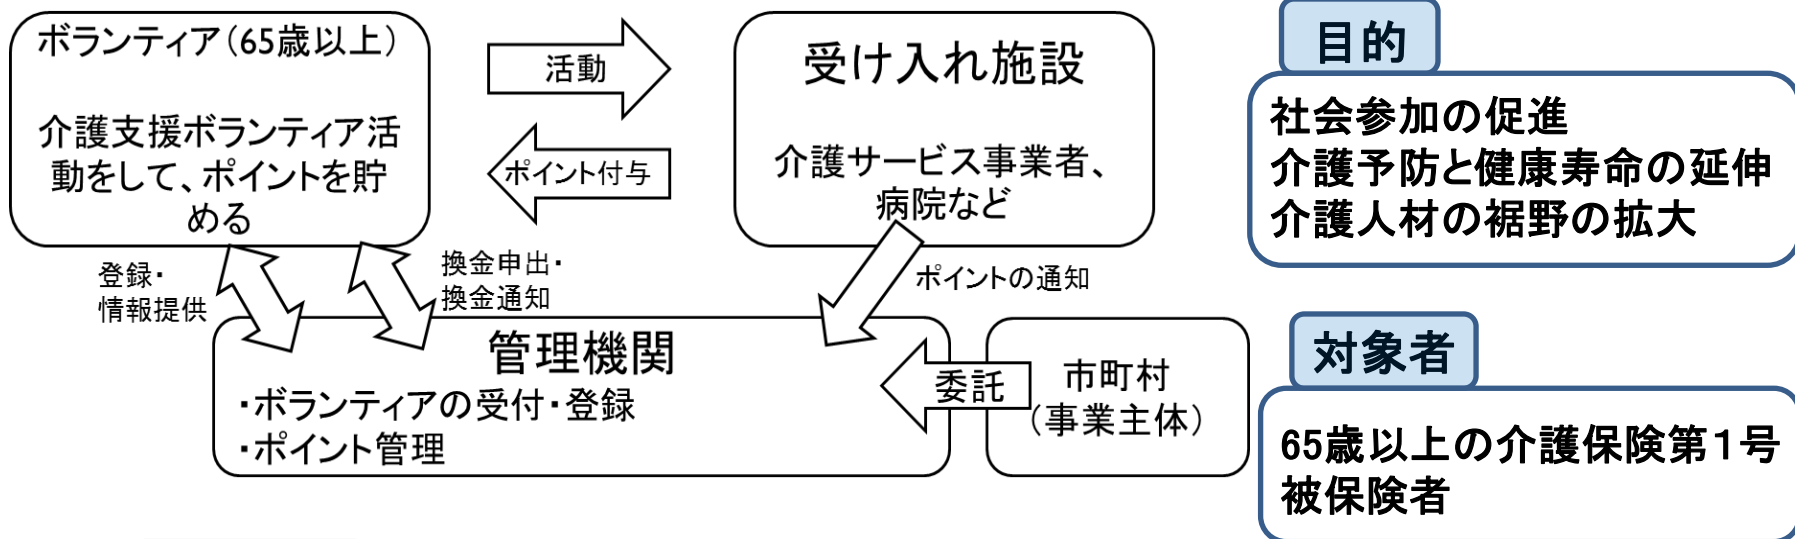 ボランティア(65歳以上)
介護支援ボランティア活
動をして、ポイントを貯
める
活動
ポイント付与
受け入れ施設
介護サービス事業者、
病院など
登録・
情報提供
換金申出・
換金通知
ポイントの通知
管理機関
・ボランティアの受付・登録
・ポイント管理
委託
市町村
(事業主体)
目的
社会参加の促進
介護予防と健康寿命の延伸
介護人材の裾野の拡大
対象者
65歳以上の介護保険第1号
被保険者